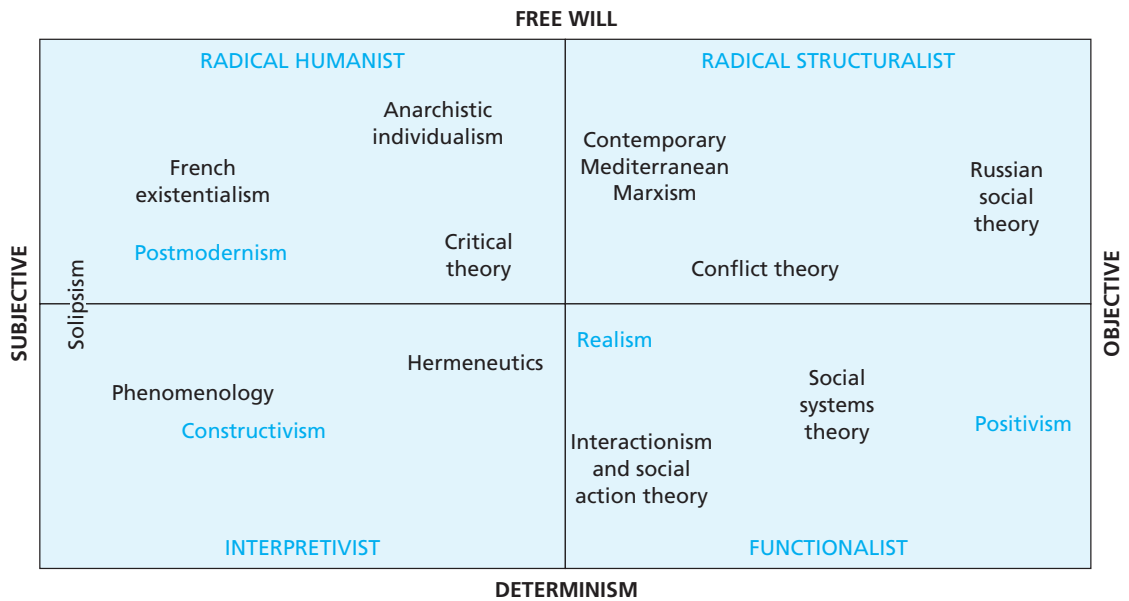 FREE WILL
RADICAL HUMANIST
RADICAL STRUCTURALIST
Anarchistic
individualism
French
existentialism
Postmodernism
Critical
theory
Contemporary
Mediterranean
Marxism
Russian
social
theory
Conflict theory
SUBJECTIVE
Solipsism
OBJECTIVE
Hermeneutics
Phenomenology
Constructivism
Realism
Social
systems
theory
Positivism
Interactionism
and social
action theory
INTERPRETIVIST
FUNCTIONALIST
DETERMINISM